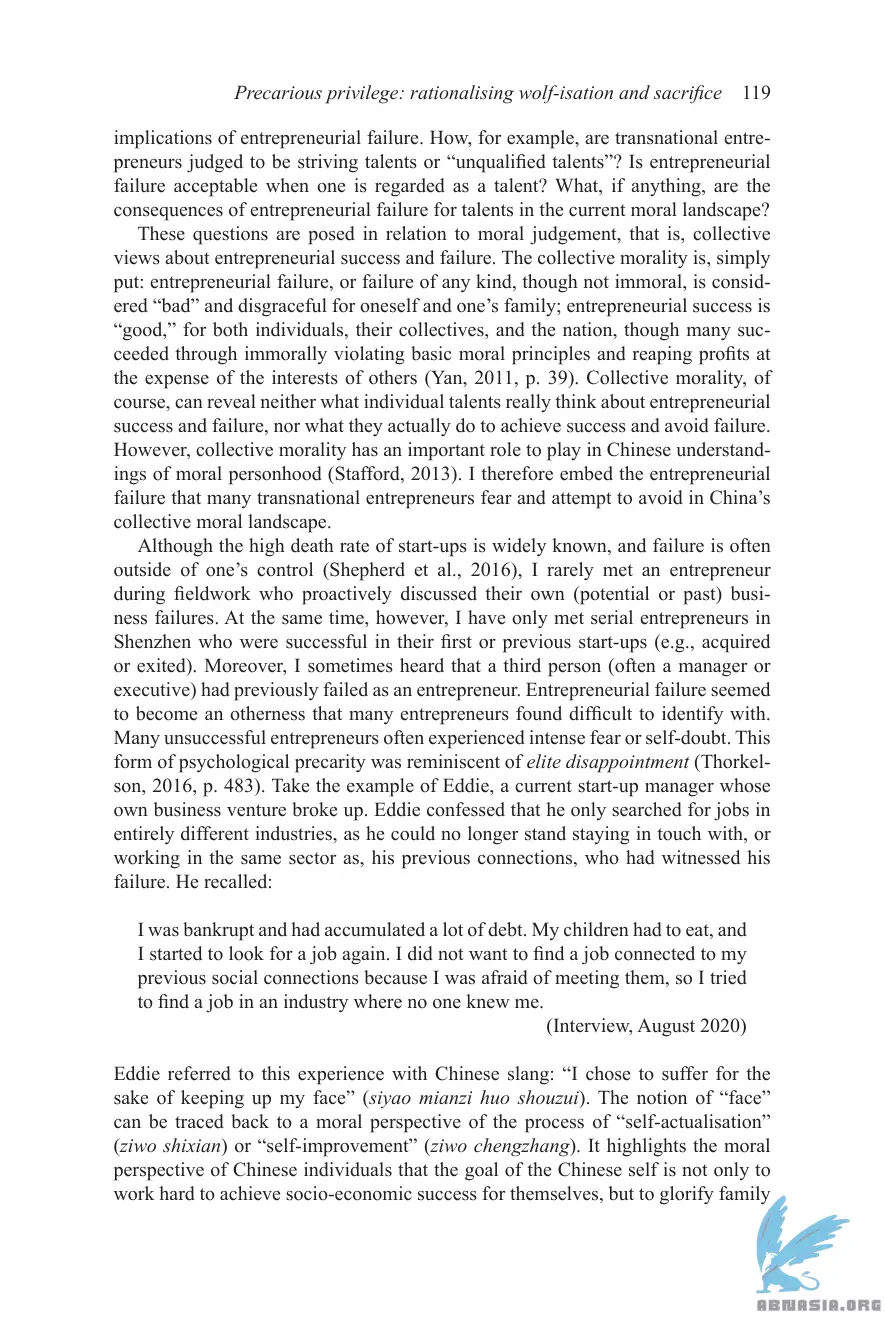 Precarious privilege: rationalising wolf-isation and sacrifice 119
implications of entrepreneurial failure. How, for example, are transnational entre-
preneurs judged to be striving talents or “unqualified talents”? Is entrepreneurial
failure acceptable when one is regarded as a talent? What, if anything, are the
consequences of entrepreneurial failure for talents in the current moral landscape?
These questions are posed in relation to moral judgement, that is, collective
views about entrepreneurial success and failure. The collective morality is, simply
put: entrepreneurial failure, or failure of any kind, though not immoral, is consid-
ered “bad” and disgraceful for oneself and one’s family; entrepreneurial success is
“good,” for both individuals, their collectives, and the nation, though many suc-
ceeded through immorally violating basic moral principles and reaping profits at
the expense of the interests of others (Yan, 2011, p. 39). Collective morality, of
course, can reveal neither what individual talents really think about entrepreneurial
success and failure, nor what they actually do to achieve success and avoid failure.
However, collective morality has an important role to play in Chinese understand-
ings of moral personhood (Stafford, 2013). I therefore embed the entrepreneurial
failure that many transnational entrepreneurs fear and attempt to avoid in China’s
collective moral landscape.
Although the high death rate of start-ups is widely known, and failure is often
outside of one’s control (Shepherd et al., 2016), I rarely met an entrepreneur
during fieldwork who proactively discussed their own (potential or past) busi-
ness failures. At the same time, however, I have only met serial entrepreneurs in
Shenzhen who were successful in their first or previous start-ups (e.g., acquired
or exited). Moreover, I sometimes heard that a third person (often a manager or
executive) had previously failed as an entrepreneur. Entrepreneurial failure seemed
to become an otherness that many entrepreneurs found difficult to identify with.
Many unsuccessful entrepreneurs often experienced intense fear or self-doubt. This
form of psychological precarity was reminiscent of elite disappointment (Thorkel-
son, 2016, p. 483). Take the example of Eddie, a current start-up manager whose
own business venture broke up. Eddie confessed that he only searched for jobs in
entirely different industries, as he could no longer stand staying in touch with, or
working in the same sector as, his previous connections, who had witnessed his
failure. He recalled:
I was bankrupt and had accumulated a lot of debt. My children had to eat, and
I started to look for a job again. I did not want to find a job connected to my
previous social connections because I was afraid of meeting them, so I tried
to find a job in an industry where no one knew me.
(Interview, August 2020)
Eddie referred to this experience with Chinese slang: “I chose to suffer for the
sake of keeping up my face” (siyao mianzi huo shouzui). The notion of “face”
can be traced back to a moral perspective of the process of “self-actualisation”
(ziwo shixian) or “self-improvement” (ziwo chengzhang). It highlights the moral
perspective of Chinese individuals that the goal of the Chinese self is not only to
work hard to achieve socio-economic success for themselves, but to glorify family
ABNASIA.ORG